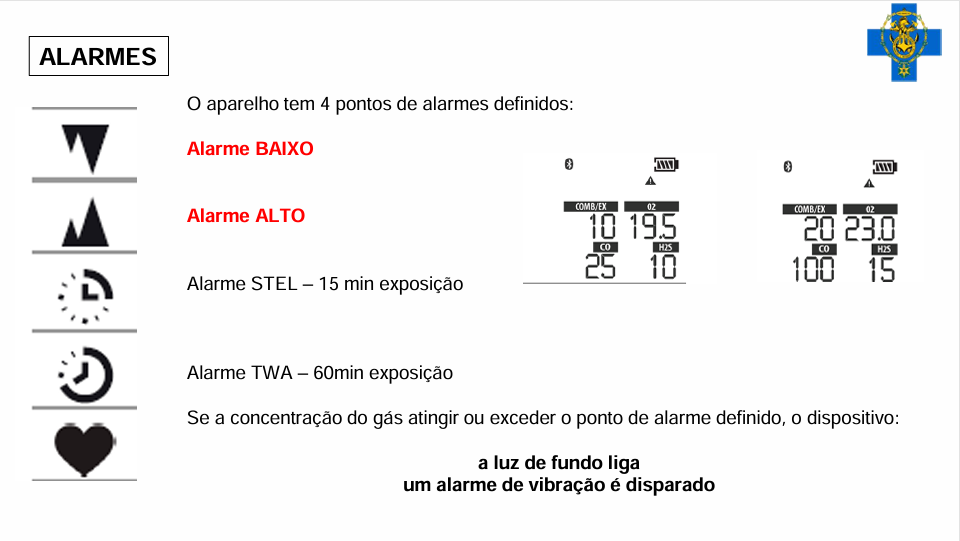 ALARMES
O aparelho tem 4 pontos de alarmes definidos:
Alarme BAIXO
Alarme ALTO
COMB/EX O2
10 19.5
CO H2S
25 10
COMB/EX O2
20 23.0
CO H2S
100 15
Alarme STEL – 15 min exposição
Alarme TWA – 60min exposição
Se a concentração do gás atingir ou exceder o ponto de alarme definido, o dispositivo:
a luz de fundo liga
um alarme de vibração é disparado